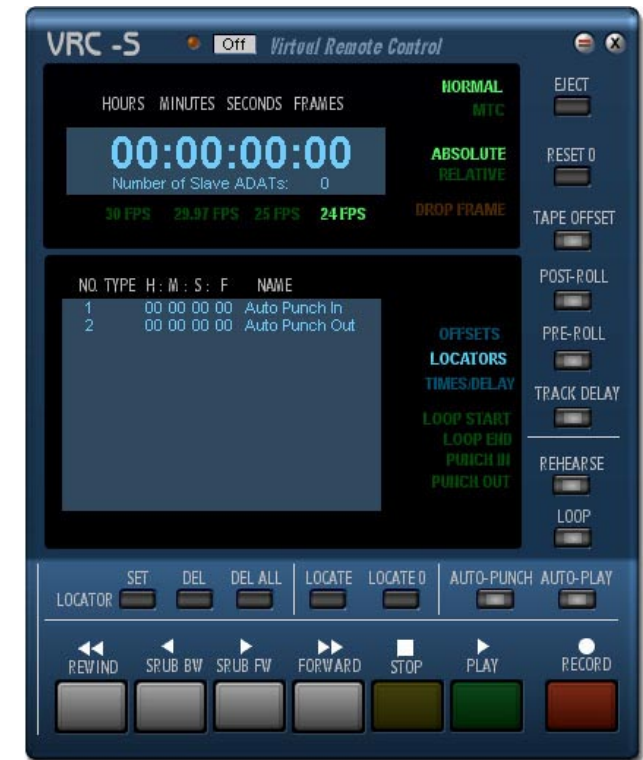 VRC -S Off Virtual Remote Control
EJECT
NORMAL
MTC
HOURS MINUTES SECONDS FRAMES
00:00:00:00
Number of Slave ADATs: 0
ABSOLUTE
RELATIVE
RESET 0
30 FPS 29.97 FPS 25 FPS 24 FPS
DROP FRAME
TAPE OFFSET
POST-ROLL
NO. TYPE H : M : S : F NAME
1 00 00 00 00 Auto Punch In
2 00 00 00 00 Auto Punch Out
OFFSETS
LOCATORS
TIMES/DELAY
LOOP START
LOOP END
PUNCH IN
PUNCH OUT
PRE-ROLL
TRACK DELAY
REHEARSE
LOOP
LOCATOR SET DEL DEL ALL LOCATE LOCATE 0 AUTO-PUNCH AUTO-PLAY
REWIND SRUB BW SRUB FW FORWARD STOP PLAY RECORD